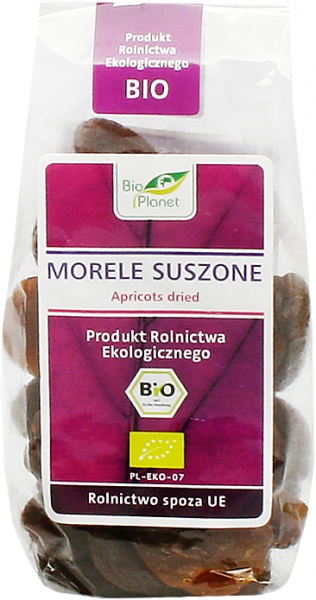 Produkt
Rolnictwa
Ekologicznego
BIO
Bio
Planet
MORELE SUSZONE
Apricots dried
Produkt Rolnictwa
Ekologicznego
BiO
PL-EKO-07
Rolnictwo spoza UE